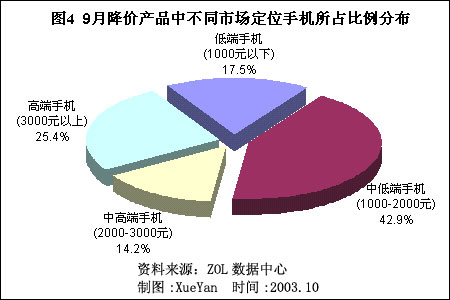 图4 9月降价产品中不同市场定位手机所占比例分布
低端手机
(1000元以下)
17.5%
高端手机
(3000元以上)
25.4%
中低端手机
(1000-2000元)
42.9%
中高端手机
(2000-3000元)
14.2%
资料来源: ZOL 数据中心
制图 :XueYan 时间 :2003.10